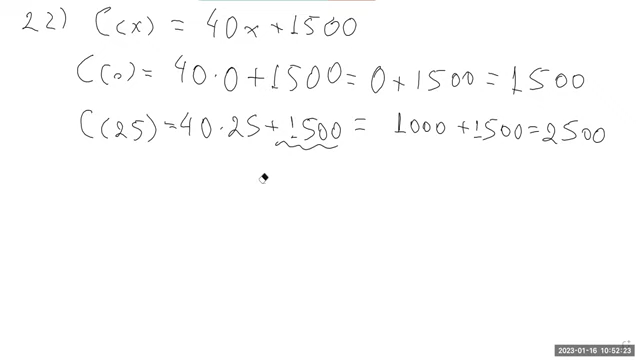 22) C(x) = 40x+1500
C(0) = 40·0+1500=0+1500=1500
C(25)=40·25+1500= 1000+1500=2500
2023-01-16 10:52:23